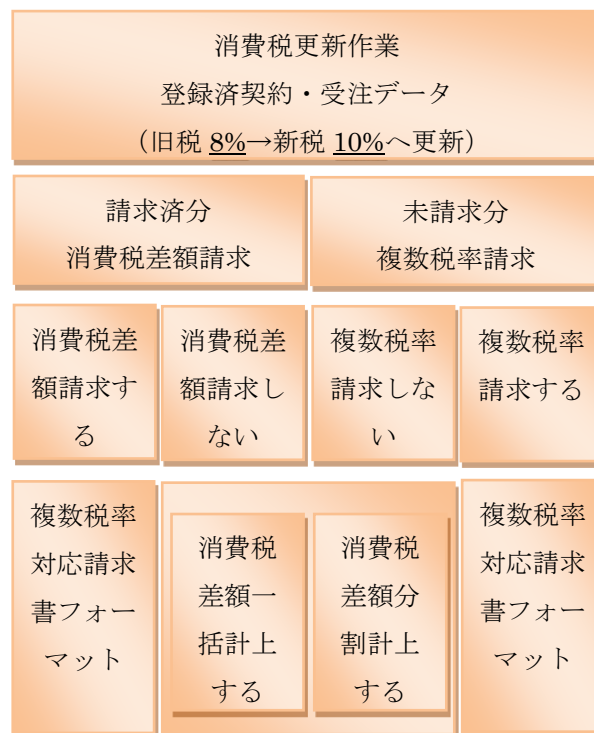 消費税更新作業
登録済契約・受注データ
（旧税 8%→新税 10%へ更新）
請求済分
消費税差額請求
未請求分
複数税率請求
消費税差
額請求す
る
消費税差
額請求し
ない
複数税率
請求しな
い
複数税率
請求する
複数税率
対応請求
書フォー
マット
消費税
差額一
括計上
する
消費税
差額分
割計上
する
複数税率
対応請求
書フォー
マット